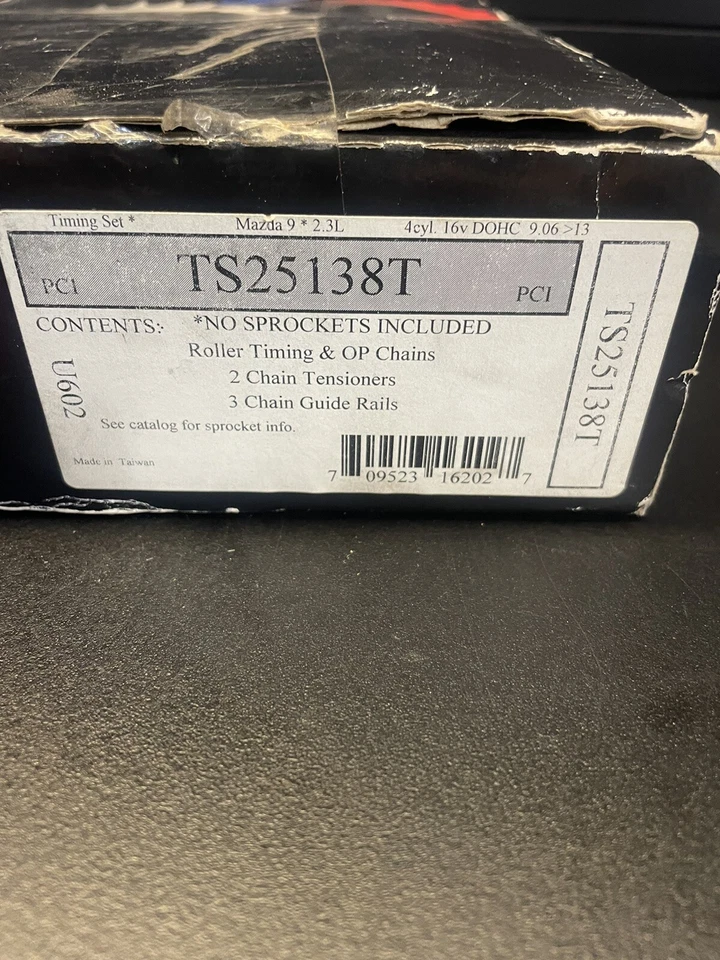 Timing Set * Mazda 9 * 2.3L 4cyl. 16v DOHC 9.06 >13
PCI TS25138T PCI
CONTENTS: *NO SPROCKETS INCLUDED
Roller Timing & OP Chains
2 Chain Tensioners
3 Chain Guide Rails
See catalog for sprocket info.
Made in Taiwan
7 09523 16202 7
U602
TS25138T